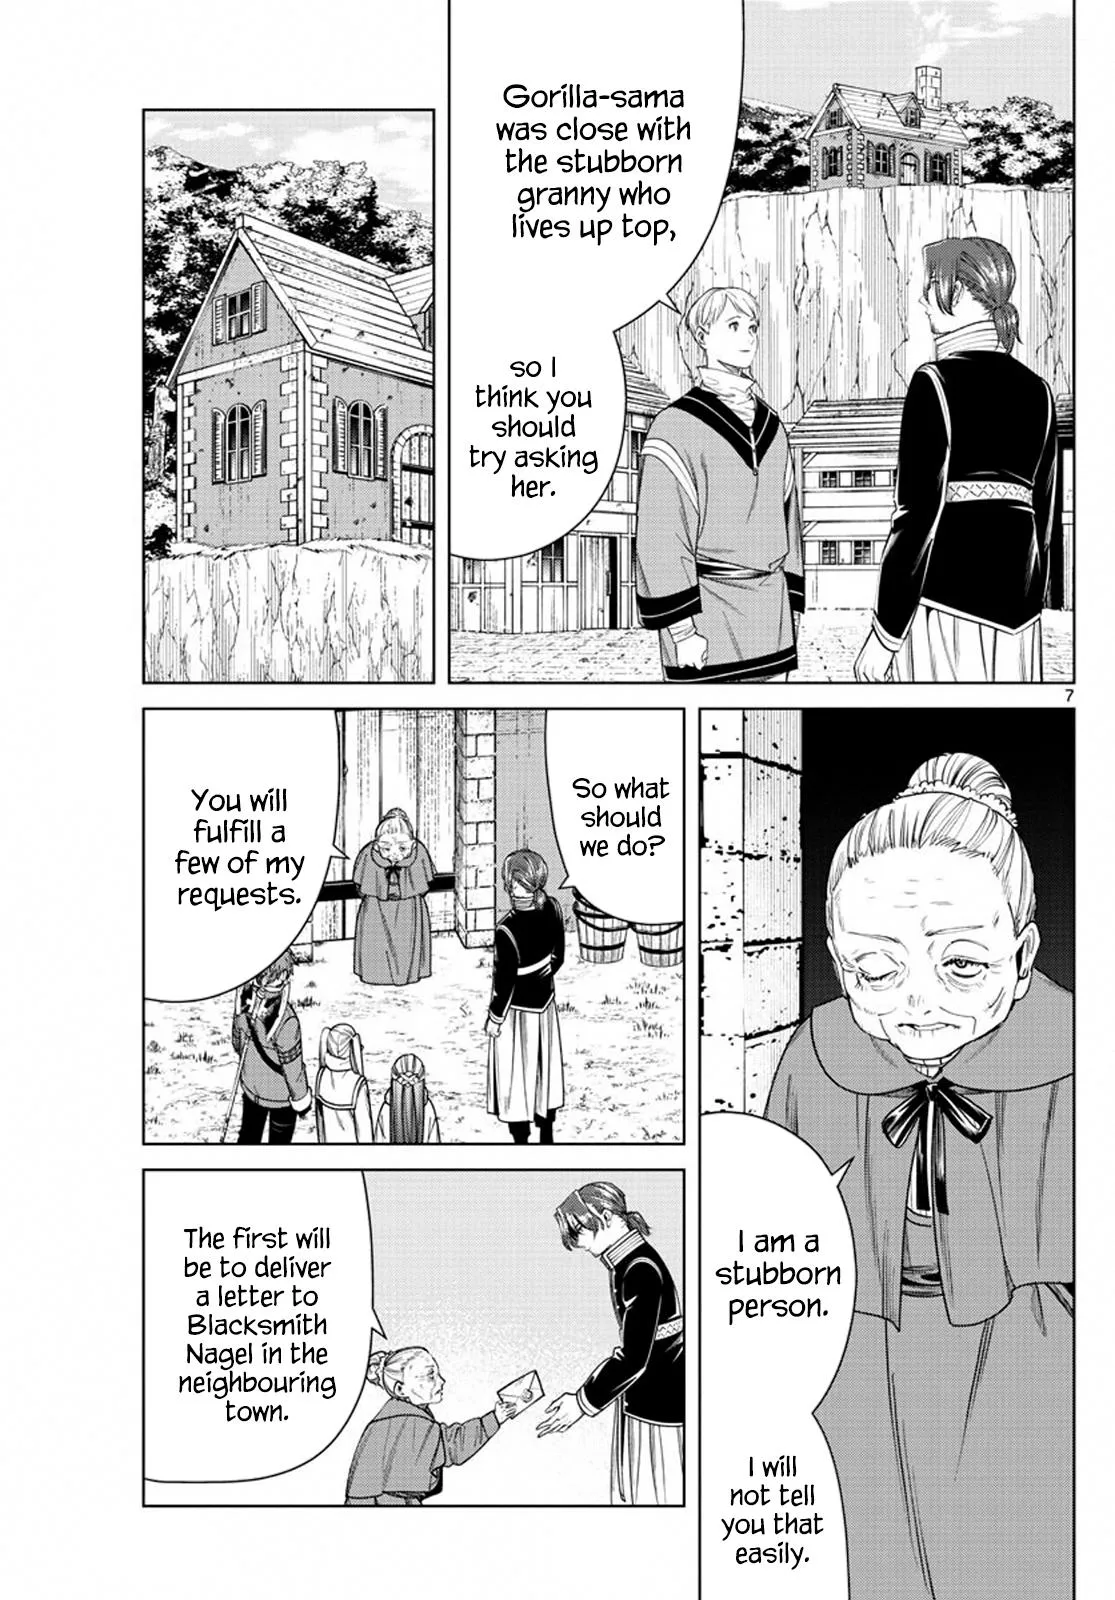 Gorilla-sama
was close with
the stubborn
granny who
lives up top,
so I
think you
should
try asking
her.
7
I am a
stubborn
person.
I will
not tell
you that
easily.
So what
should
we do?
You will
fulfill a
few of my
requests.
The first will
be to deliver
a letter to
Blacksmith
Nagel in the
neighbouring
town.